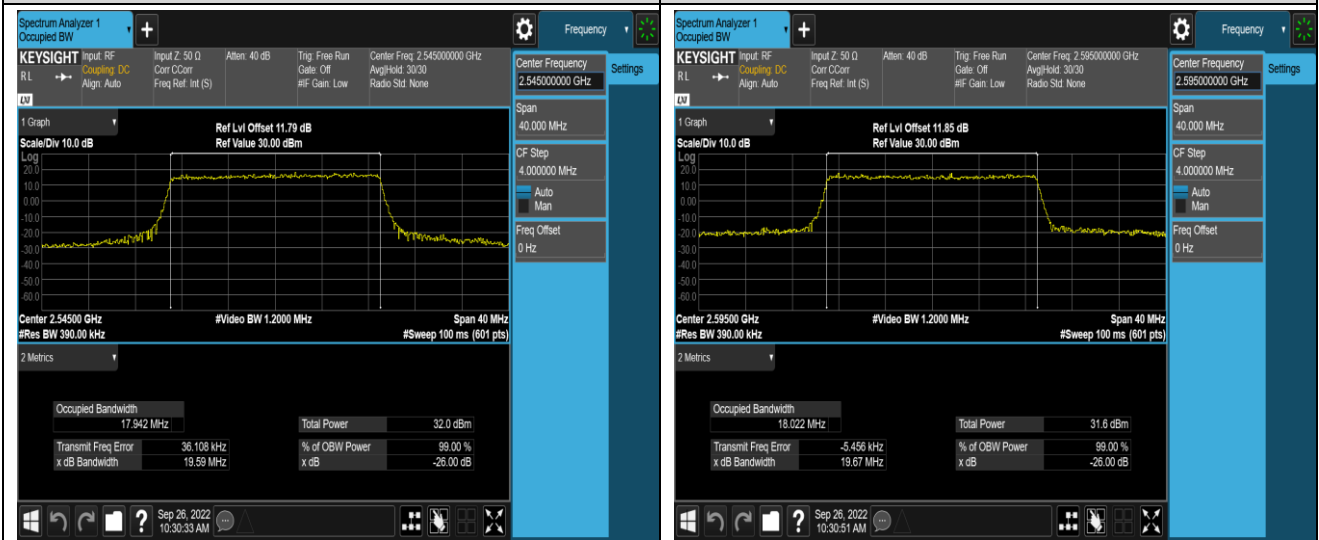 Spectrum Analyzer 1
Occupied BW
+
Frequency
KEYSIGHT
Input: RF
Coupling: DC
Align: Auto
Input Z: 50 Ω
Corr CCorr
Freq Ref: Int (S)
Atten: 40 dB
Trig: Free Run
Gate: Off
#IF Gain: Low
Center Freq: 2.545000000 GHz
Avg|Hold: 30/30
Radio Std: None
R L
LXI
Center Frequency
2.545000000 GHz
Settings
Span
40.000 MHz
CF Step
4.000000 MHz
Auto
Man
Freq Offset
0 Hz
1 Graph
Ref Lvl Offset 11.79 dB
Scale/Div 10.0 dB
Ref Value 30.00 dBm
Log
20.0
10.0
0.00
-10.0
-20.0
-30.0
-40.0
-50.0
-60.0
Center 2.54500 GHz
#Video BW 1.2000 MHz
Span 40 MHz
#Res BW 390.00 kHz
#Sweep 100 ms (601 pts)
2 Metrics
Occupied Bandwidth
17.942 MHz
Total Power 32.0 dBm
Transmit Freq Error 36.108 kHz
% of OBW Power 99.00 %
x dB Bandwidth 19.59 MHz
x dB -26.00 dB
?
Sep 26, 2022
10:30:33 AM
Spectrum Analyzer 1
Occupied BW
+
Frequency
KEYSIGHT
Input: RF
Coupling: DC
Align: Auto
Input Z: 50 Ω
Corr CCorr
Freq Ref: Int (S)
Atten: 40 dB
Trig: Free Run
Gate: Off
#IF Gain: Low
Center Freq: 2.595000000 GHz
Avg|Hold: 30/30
Radio Std: None
R L
LXI
Center Frequency
2.595000000 GHz
Settings
Span
40.000 MHz
CF Step
4.000000 MHz
Auto
Man
Freq Offset
0 Hz
1 Graph
Ref Lvl Offset 11.85 dB
Scale/Div 10.0 dB
Ref Value 30.00 dBm
Log
20.0
10.0
0.00
-10.0
-20.0
-30.0
-40.0
-50.0
-60.0
Center 2.59500 GHz
#Video BW 1.2000 MHz
Span 40 MHz
#Res BW 390.00 kHz
#Sweep 100 ms (601 pts)
2 Metrics
Occupied Bandwidth
18.022 MHz
Total Power 31.6 dBm
Transmit Freq Error -5.456 kHz
% of OBW Power 99.00 %
x dB Bandwidth 19.67 MHz
x dB -26.00 dB
?
Sep 26, 2022
10:30:51 AM